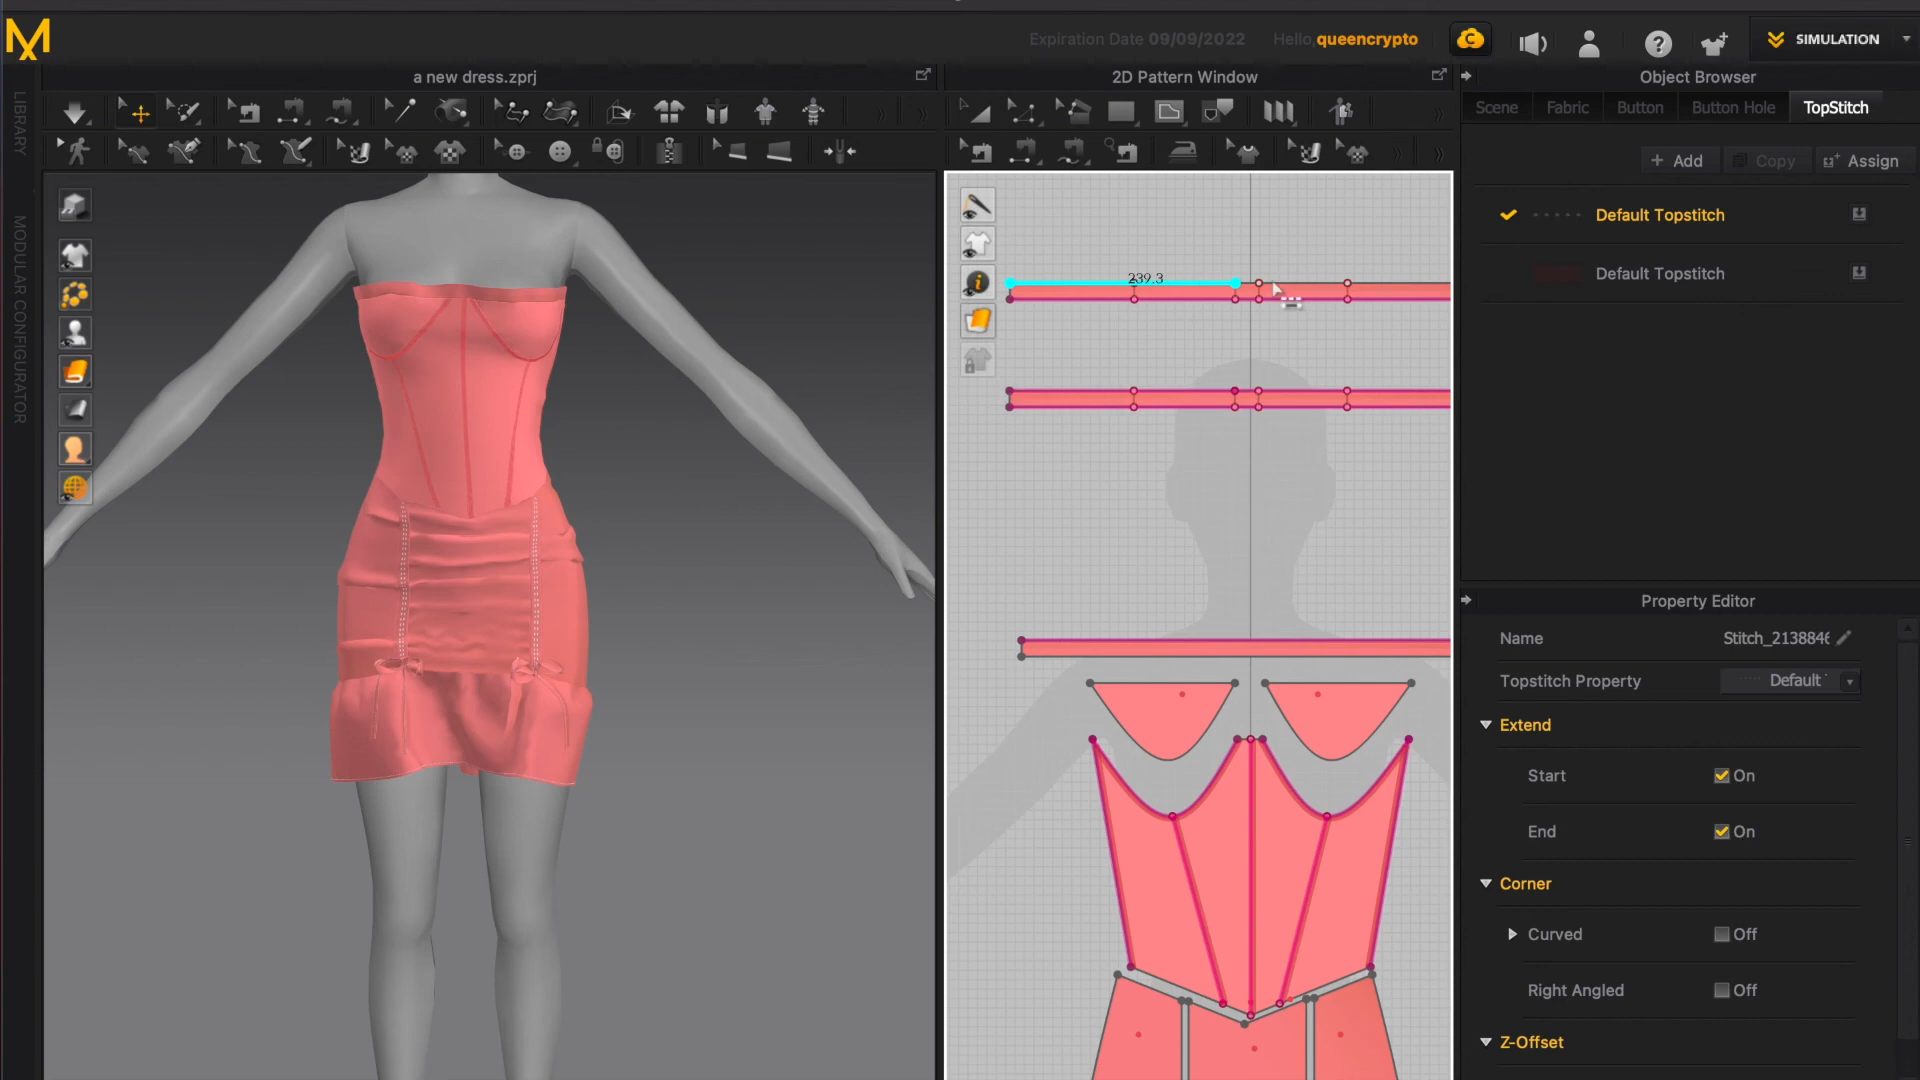 Expiration Date 09/09/2022 Hello, queencrypto
SIMULATION
a new dress.zprj
2D Pattern Window
Object Browser
LIBRARY
MODULAR CONFIGURATOR
Scene Fabric Button Button Hole TopStitch
+ Add Copy Assign
Default Topstitch
Default Topstitch
239.3
Property Editor
Name Stitch_213884
Topstitch Property Default
Extend
Start On
End On
Corner
Curved Off
Right Angled Off
Z-Offset